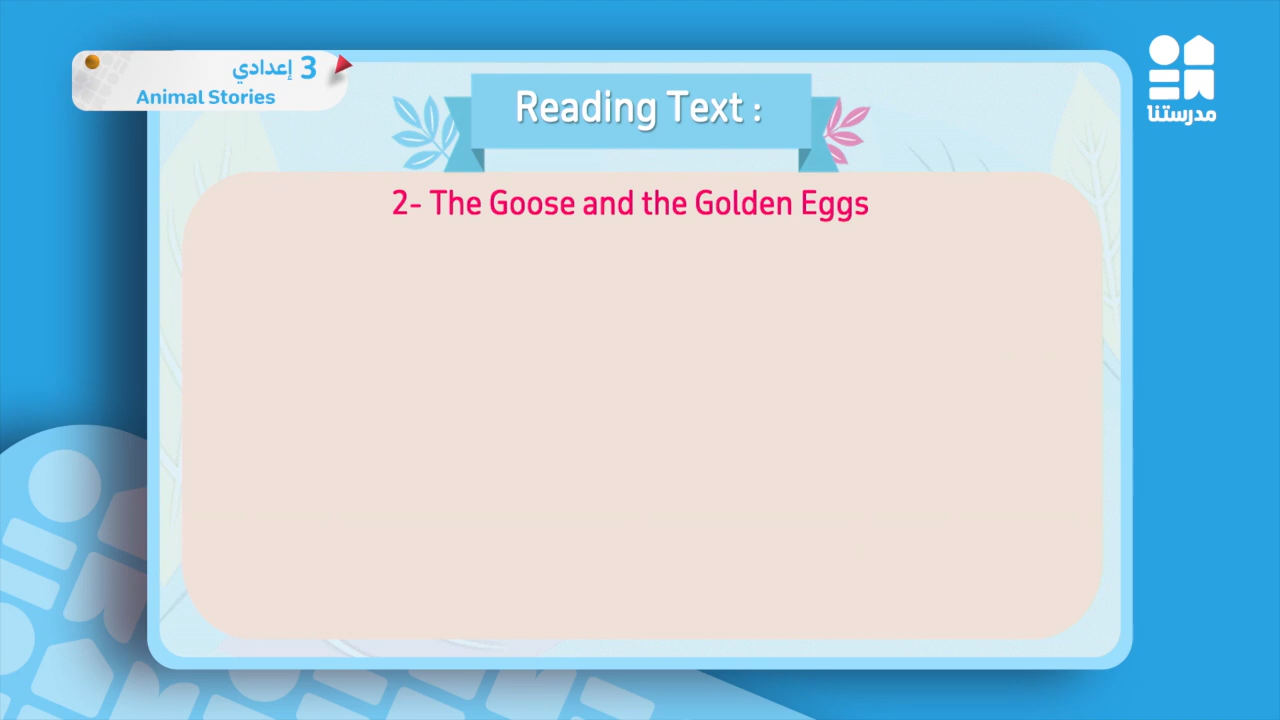 3 إعدادي
Animal Stories
مدرستنا
Reading Text :
2- The Goose and the Golden Eggs